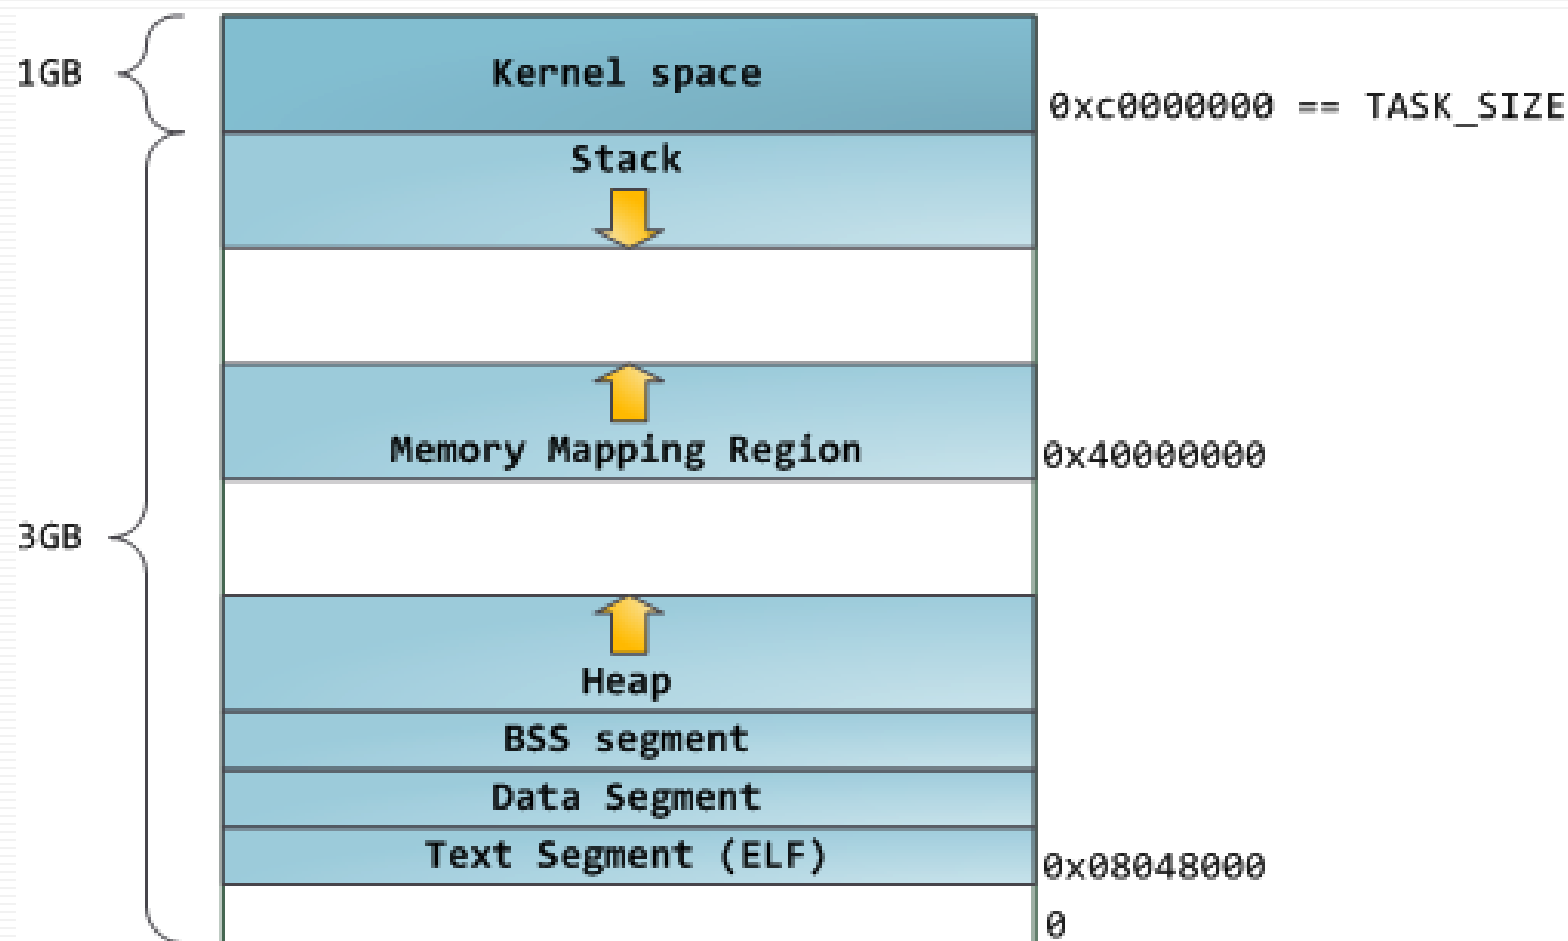 1GB
Kernel space
0xc0000000 == TASK_SIZE
Stack
Memory Mapping Region
0x40000000
3GB
Heap
BSS segment
Data Segment
Text Segment (ELF)
0x08048000
0